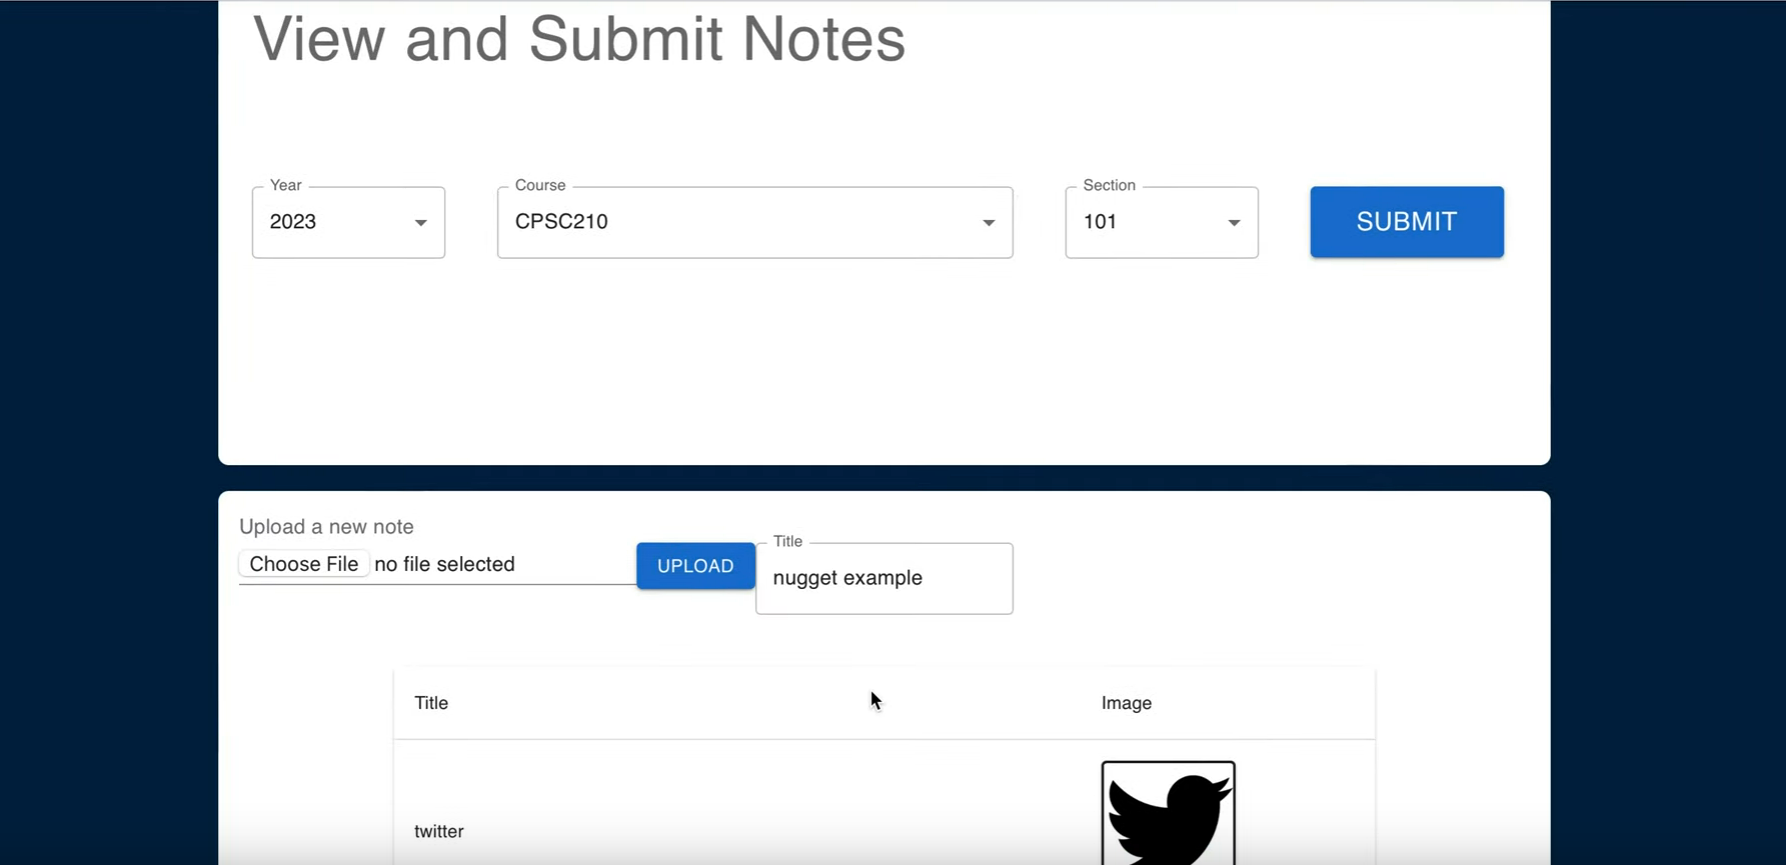 View and Submit Notes
Year
2023
Course
CPSC210
Section
101
SUBMIT
Upload a new note
Choose File no file selected
UPLOAD
Title
nugget example
Title Image
twitter